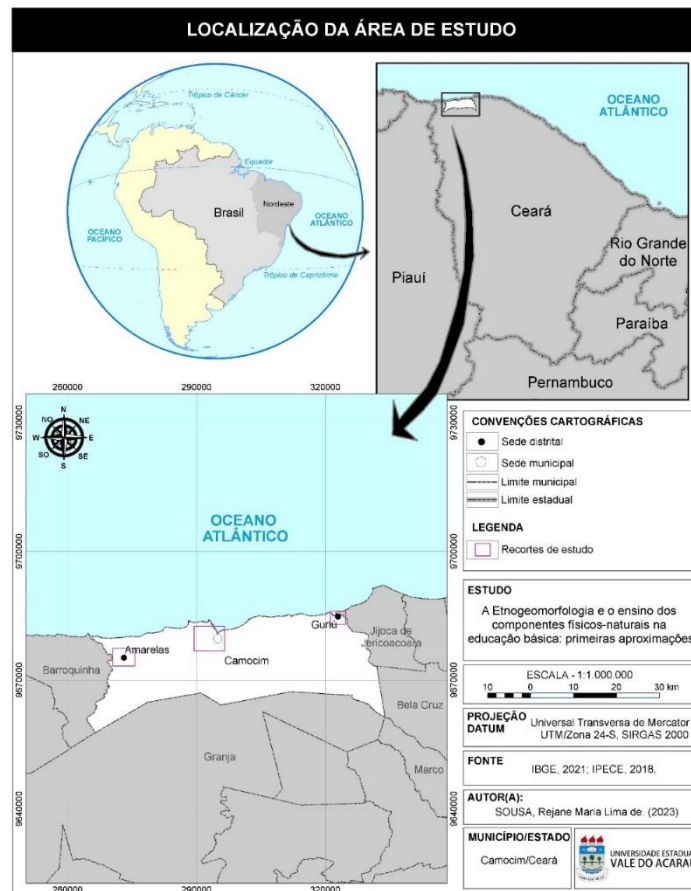 LOCALIZAÇÃO DA ÁREA DE ESTUDO
Trópico de Câncer
Equador
Brasil
Nordeste
OCEANO
PACÍFICO
OCEANO
ATLÂNTICO
Trópico de Capricórnio
OCEANO
ATLÂNTICO
Ceará
Piauí
Rio Grande
do Norte
Paraíba
Pernambuco
260000
290000
320000
9730000
9700000
9670000
9640000
N
NO
NE
W
E
SO
SE
S
OCEANO
ATLÂNTICO
Amarelas
Camocim
Guriú
Jijoca de
Jericoacoara
Barroquinha
Bela Cruz
Granja
Marco
260000
290000
320000
CONVENÇÕES CARTOGRÁFICAS
Sede distrital
Sede municipal
Limite municipal
Limite estadual
LEGENDA
Recortes de estudo
ESTUDO
A Etnogeomorfologia e o ensino dos
componentes físicos-naturais na
educação básica: primeiras aproximações
ESCALA - 1:1.000.000
10 0 10 20 30 km
PROJEÇÃO
DATUM
Universal Transversa de Mercator
UTM/Zona 24-S, SIRGAS 2000
FONTE
IBGE, 2021; IPECE, 2018.
AUTOR(A):
SOUSA, Rejane Maria Lima de. (2023)
MUNICÍPIO/ESTADO
Camocim/Ceará
UNIVERSIDADE ESTADUAL
VALE DO ACARAÚ